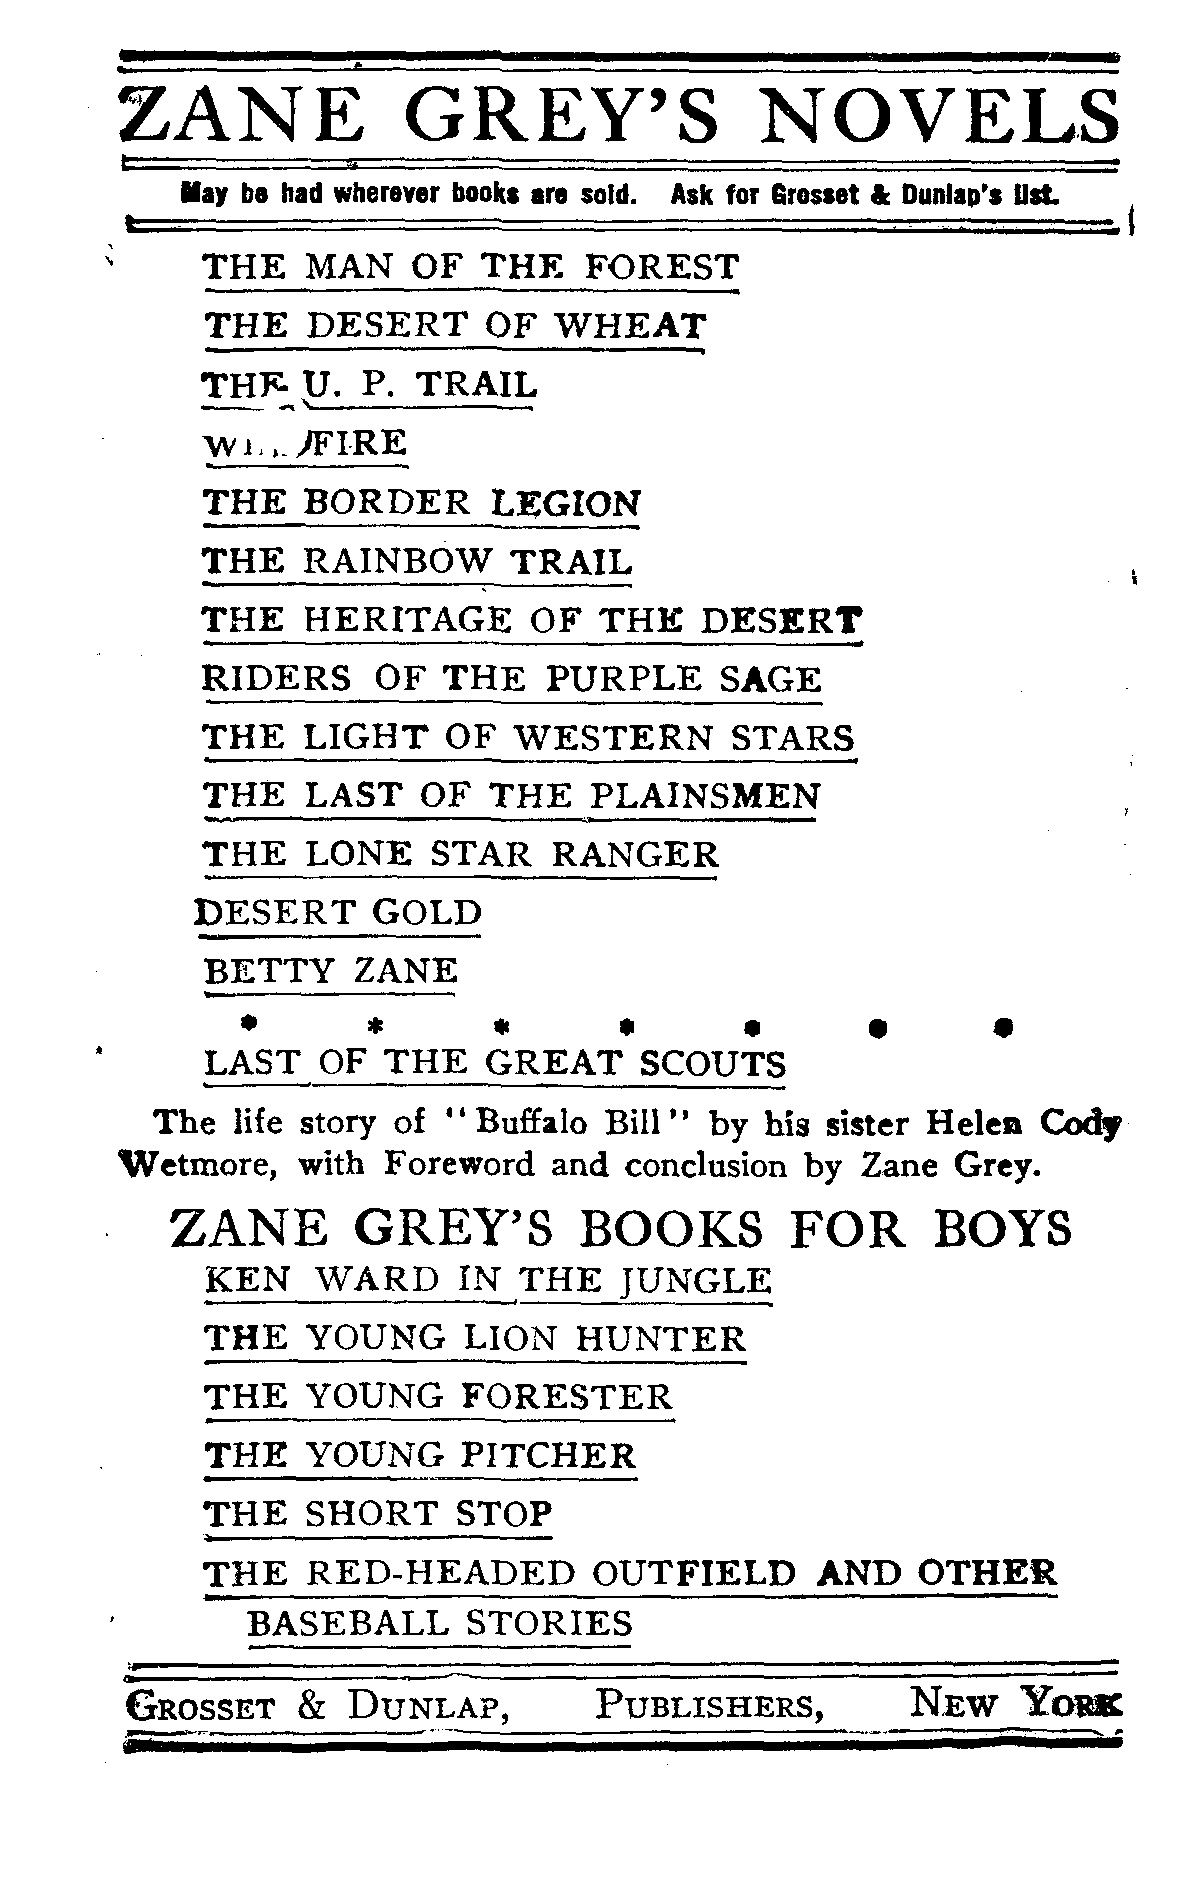 ZANE GREY'S NOVELS
May be had wherever books are sold. Ask for Grosset & Dunlap's list.
THE MAN OF THE FOREST
THE DESERT OF WHEAT
THE U. P. TRAIL
WILDFIRE
THE BORDER LEGION
THE RAINBOW TRAIL
THE HERITAGE OF THE DESERT
RIDERS OF THE PURPLE SAGE
THE LIGHT OF WESTERN STARS
THE LAST OF THE PLAINSMEN
THE LONE STAR RANGER
DESERT GOLD
BETTY ZANE
* * * * * * *
LAST OF THE GREAT SCOUTS
The life story of "Buffalo Bill" by his sister Helen Cody
Wetmore, with Foreword and conclusion by Zane Grey.
ZANE GREY'S BOOKS FOR BOYS
KEN WARD IN THE JUNGLE
THE YOUNG LION HUNTER
THE YOUNG FORESTER
THE YOUNG PITCHER
THE SHORT STOP
THE RED-HEADED OUTFIELD AND OTHER
BASEBALL STORIES
GROSSET & DUNLAP, PUBLISHERS, NEW YORK